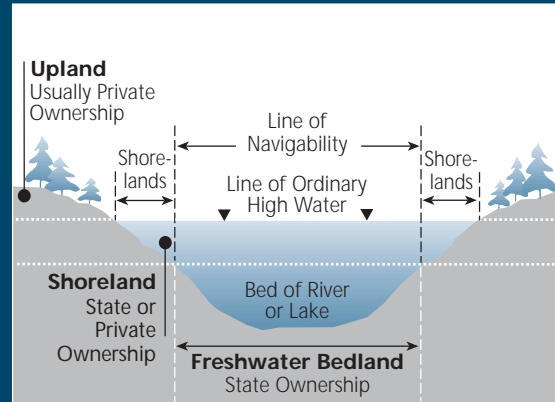 Upland
Usually Private
Ownership
Line of
Navigability
Shore-
lands
Shore-
lands
Line of Ordinary
High Water
Shoreland
State or
Private
Ownership
Bed of River
or Lake
Freshwater Bedland
State Ownership